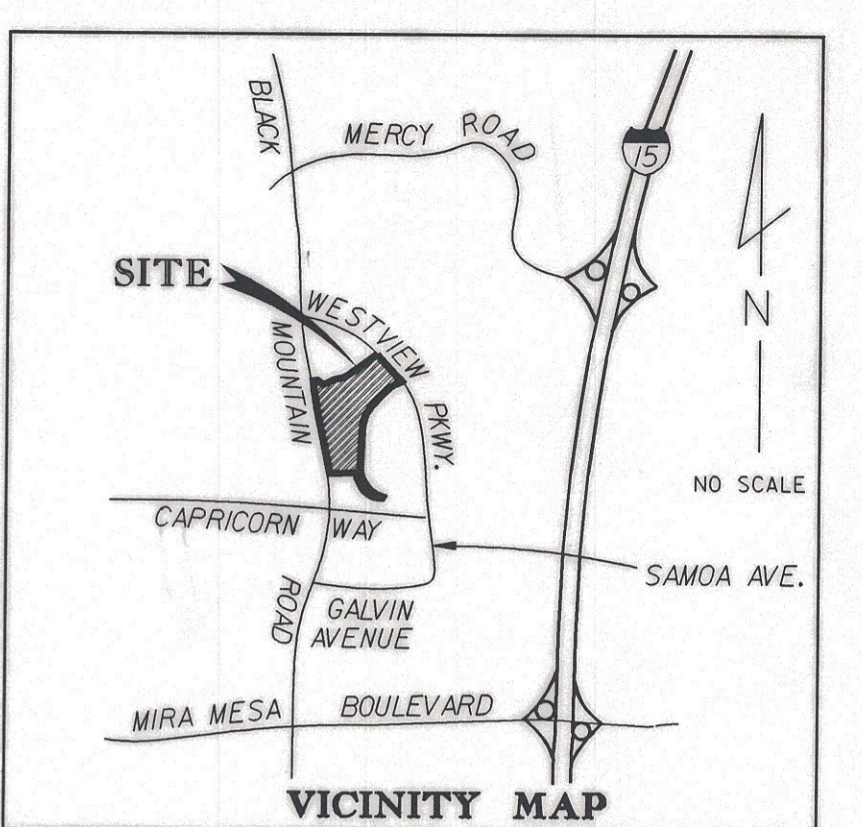 BLACK
MERCY ROAD
15
SITE
WESTVIEW
MOUNTAIN
PKWY.
N
NO SCALE
CAPRICORN WAY
SAMOA AVE.
ROAD
GALVIN
AVENUE
MIRA MESA BOULEVARD
VICINITY MAP